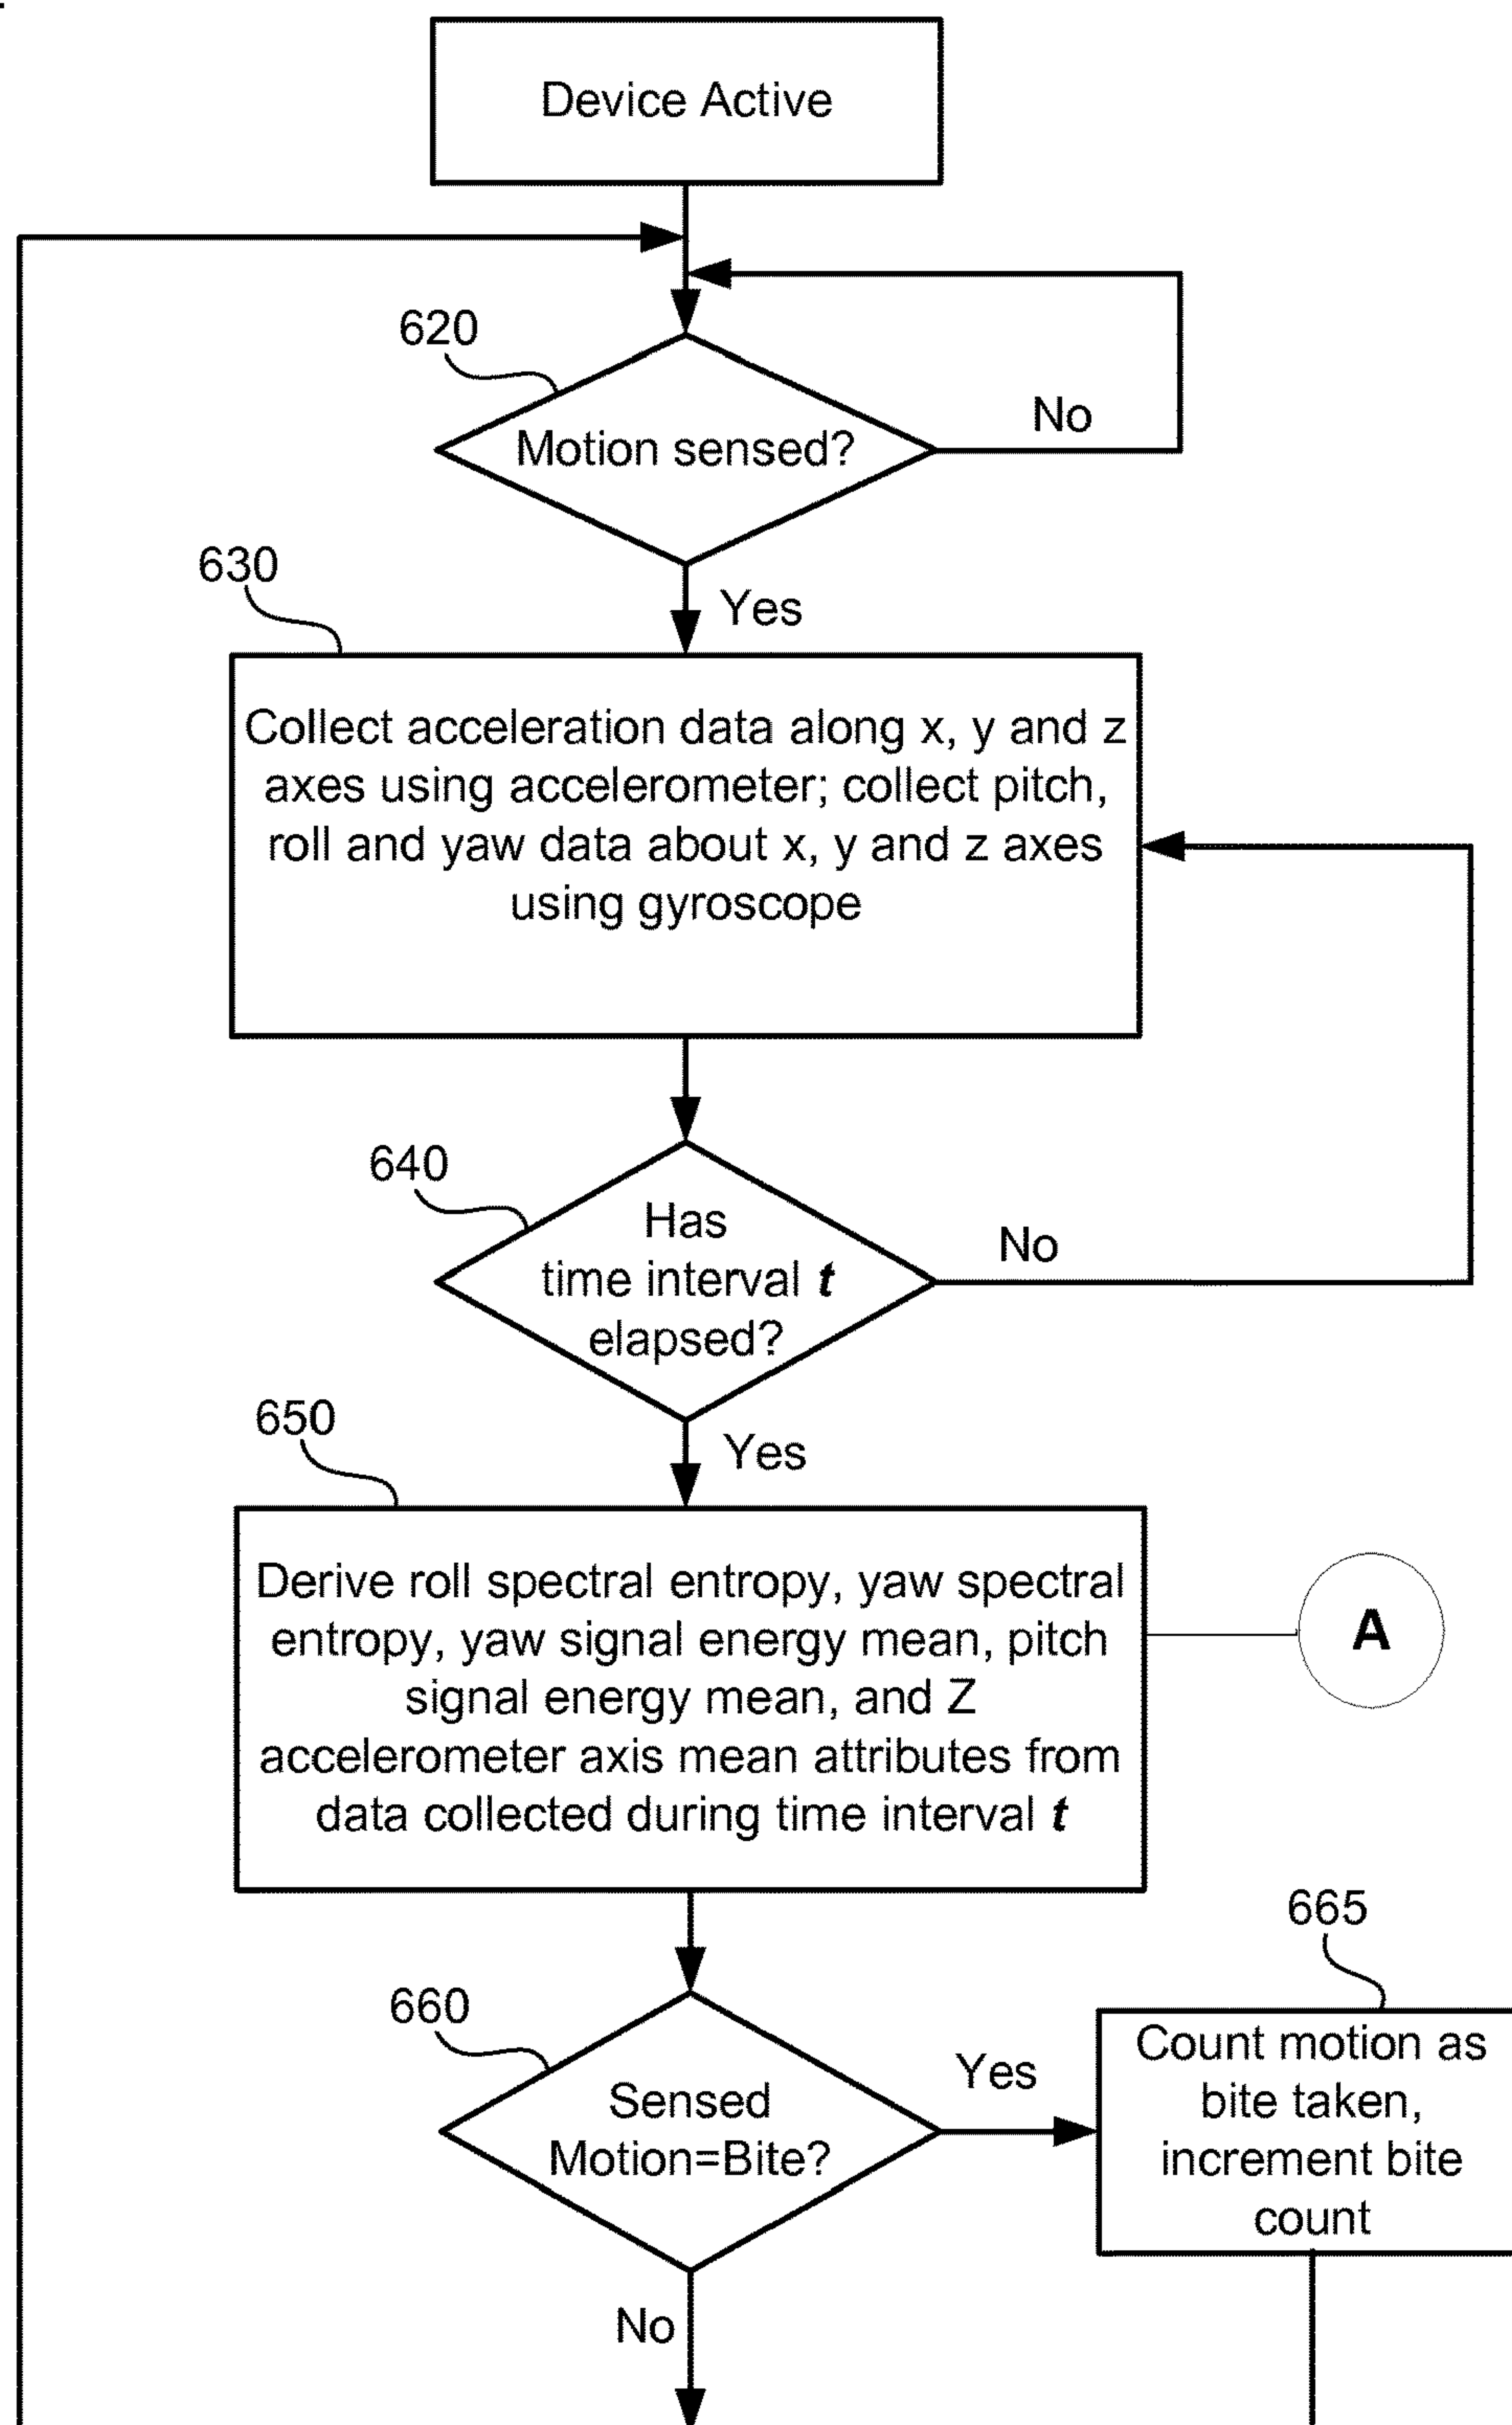 Device Active
620
Motion sensed?
No
630
Yes
Collect acceleration data along x, y and z
axes using accelerometer; collect pitch,
roll and yaw data about x, y and z axes
using gyroscope
640
Has
time interval t
elapsed?
No
650
Yes
Derive roll spectral entropy, yaw spectral
entropy, yaw signal energy mean, pitch
signal energy mean, and Z
accelerometer axis mean attributes from
data collected during time interval t
A
665
660
Sensed
Motion=Bite?
Yes
Count motion as
bite taken,
increment bite
count
No